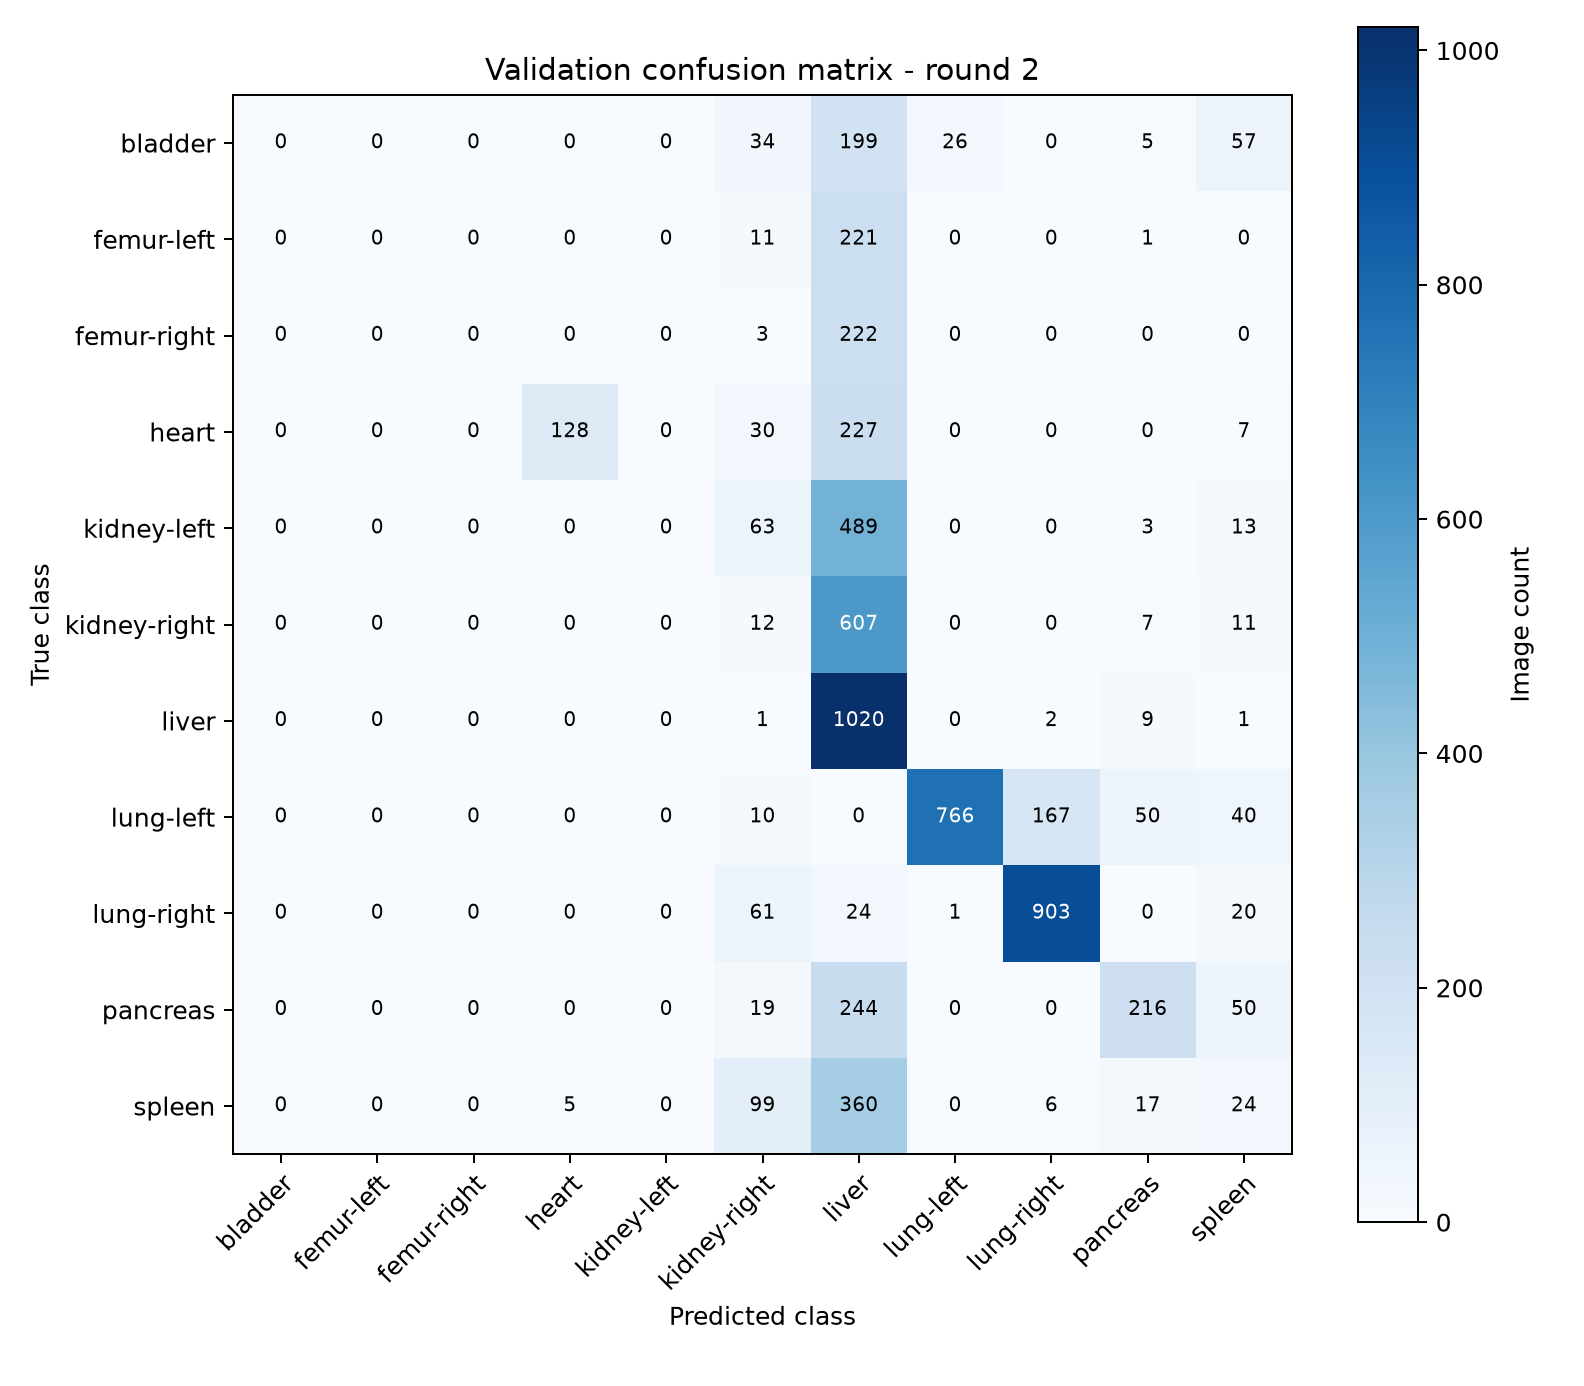 Validation confusion matrix - round 2
True class
bladder 0 0 0 0 0 34 199 26 0 5 57
femur-left 0 0 0 0 0 11 221 0 0 1 0
femur-right 0 0 0 0 0 3 222 0 0 0 0
heart 0 0 0 128 0 30 227 0 0 0 7
kidney-left 0 0 0 0 0 63 489 0 0 3 13
kidney-right 0 0 0 0 0 12 607 0 0 7 11
liver 0 0 0 0 0 1 1020 0 2 9 1
lung-left 0 0 0 0 0 10 0 766 167 50 40
lung-right 0 0 0 0 0 61 24 1 903 0 20
pancreas 0 0 0 0 0 19 244 0 0 216 50
spleen 0 0 0 5 0 99 360 0 6 17 24
bladder femur-left femur-right heart kidney-left kidney-right liver lung-left lung-right pancreas spleen
Predicted class
1000
800
600
400
200
0
Image count